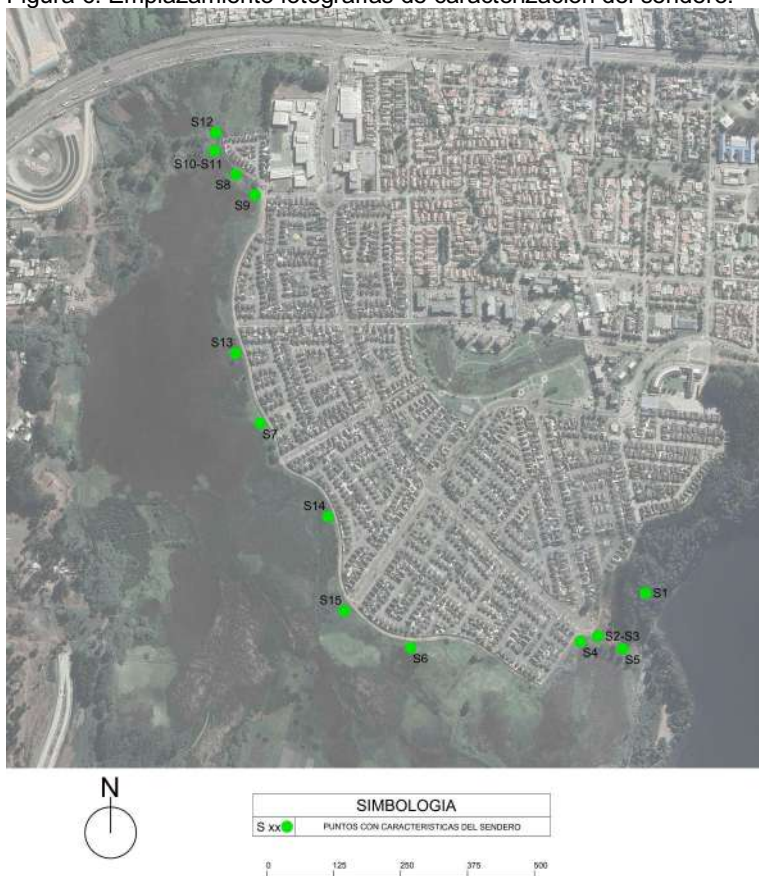 Figura 6. Emplazamiento fotografías de caracterización del sendero.
S12
S10-S11
S8
S9
S13
S7
S14
S15
S6
S1
S2-S3
S4
S5
N
SIMBOLOGIA
S xx PUNTOS CON CARACTERISTICAS DEL SENDERO
0 125 250 375 500